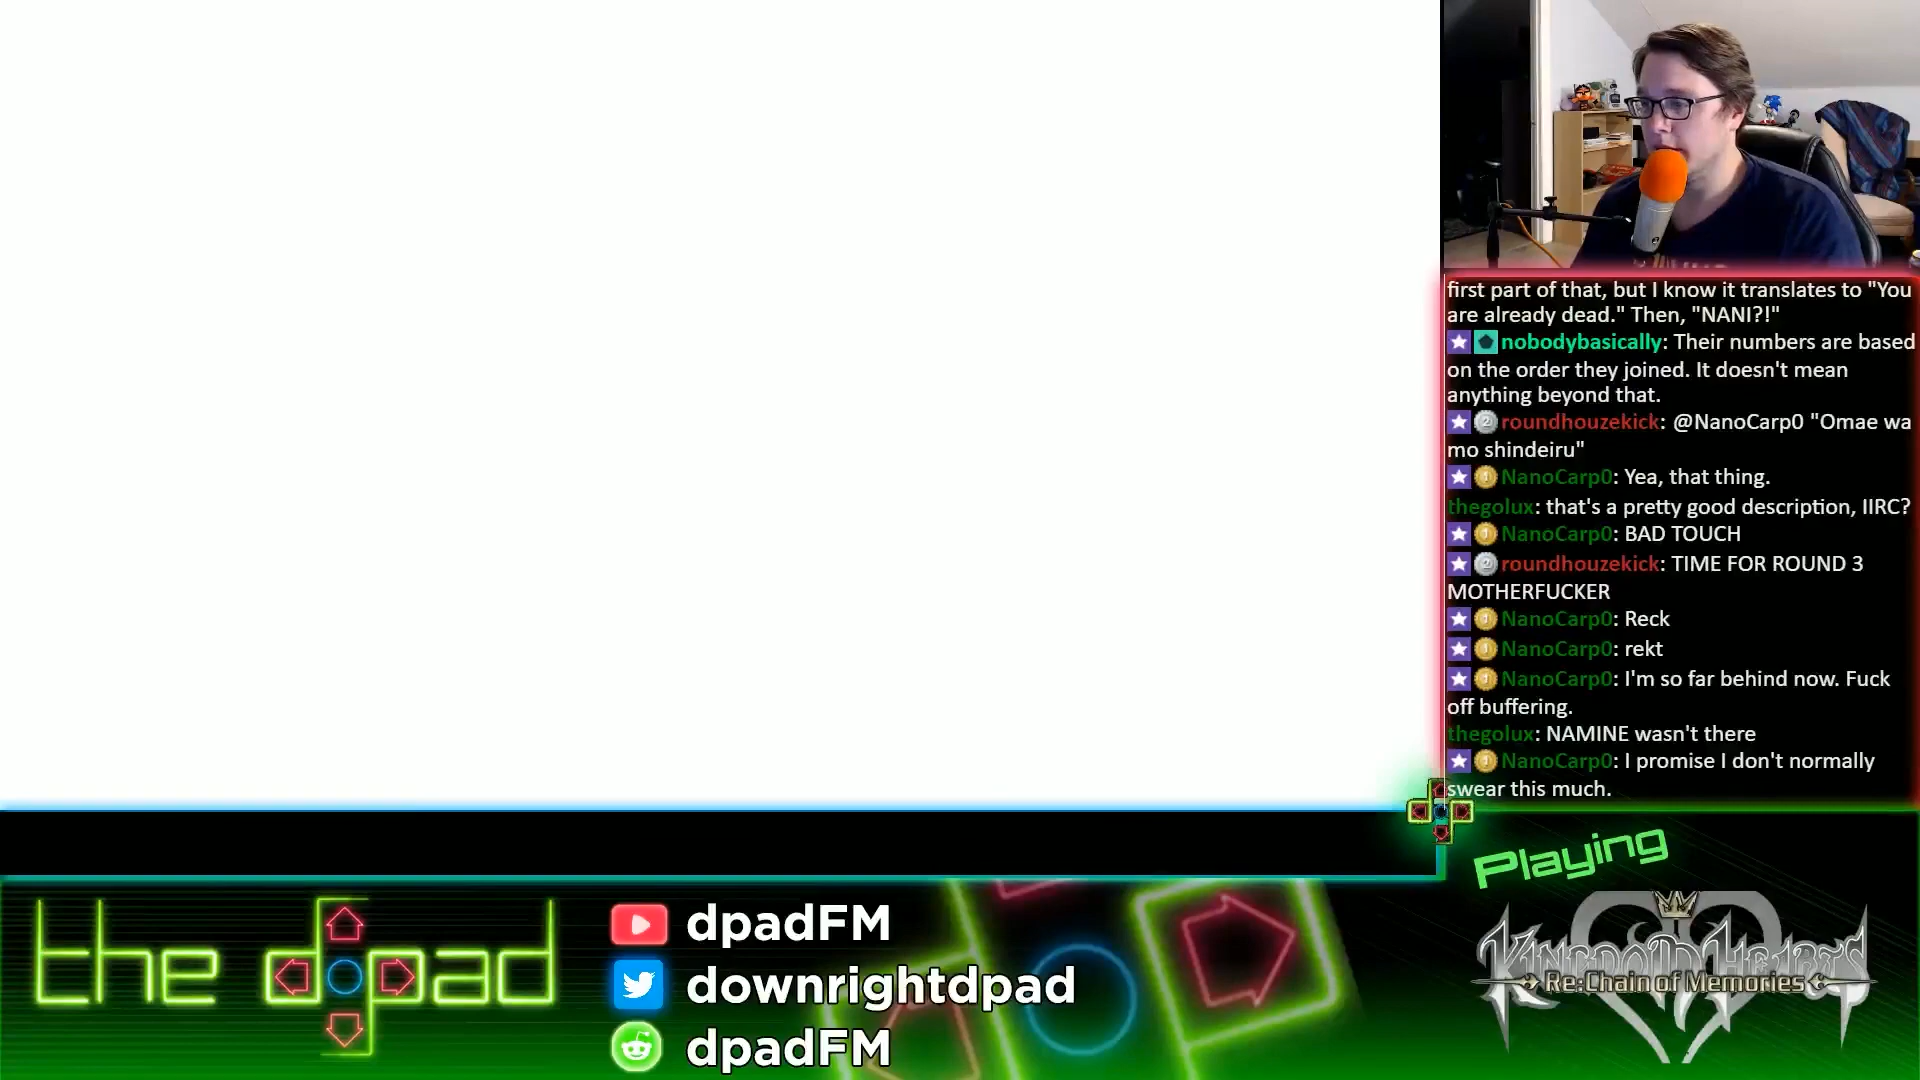 first part of that, but I know it translates to "You
are already dead." Then, "NANI?!"
nobodybasically: Their numbers are based
on the order they joined. It doesn't mean
anything beyond that.
roundhouzekick: @NanoCarp0 "Omae wa
mo shindeiru"
NanoCarp0: Yea, that thing.
thegolux: that's a pretty good description, IIRC?
NanoCarp0: BAD TOUCH
roundhouzekick: TIME FOR ROUND 3
MOTHERFUCKER
NanoCarp0: Reck
NanoCarp0: rekt
NanoCarp0: I'm so far behind now. Fuck
off buffering.
thegolux: NAMINE wasn't there
NanoCarp0: I promise I don't normally
swear this much.
Playing
KINGDOM HEARTS
Re:Chain of Memories
the dpad
dpadFM
downrightdpad
dpadFM